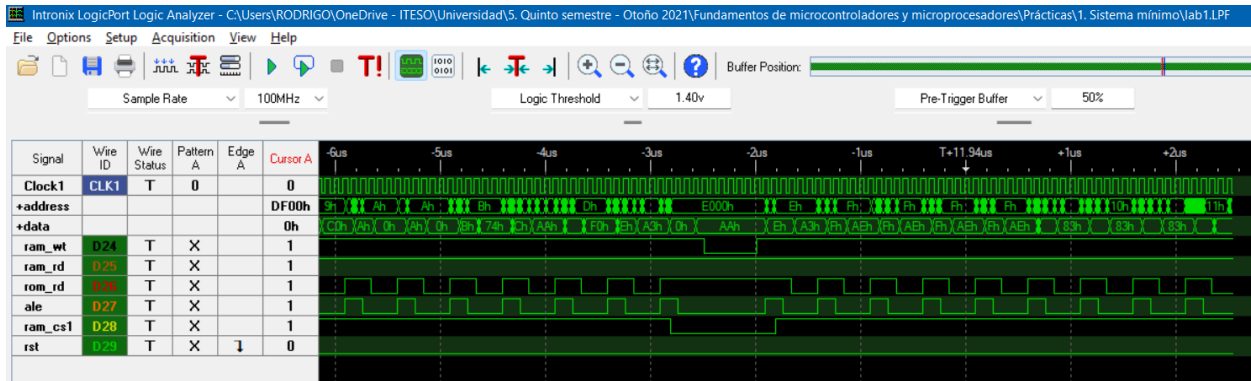 Intronix LogicPort Logic Analyzer - C:\Users\RODRIGO\OneDrive - ITESO\Universidad\5. Quinto semestre - Otoño 2021\Fundamentos de microcontroladores y microprocesadores\Prácticas\1. Sistema mínimo\lab1.LPF
File Options Setup Acquisition View Help
T! 1010 0101 ? Buffer Position:
Sample Rate 100MHz Logic Threshold 1.40v Pre-Trigger Buffer 50%
Signal Wire ID Wire Status Pattern A Edge A Cursor A -6us -5us -4us -3us -2us -1us T+11.94us +1us +2us
Clock1 CLK1 T 0 0
+address DF00h 9h Ah Ah Bh Dh E000h Eh Fh Fh Fh 10h 11h
+data 0h C0h Ah 0h Ah 0h Bh 74h Ch AAh F0h Eh A3h 0h AAh Eh A3h Fh AEh Fh AEh Fh AEh Fh AEh 83h 83h 83h
ram_wt D24 T X 1
ram_rd D25 T X 1
rom_rd D26 T X 1
ale D27 T X 1
ram_cs1 D28 T X 1
rst D29 T X 0